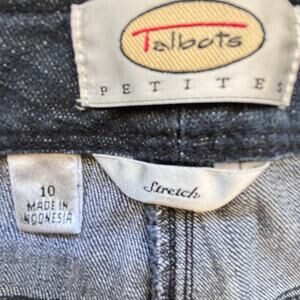 Talbots
PETITES
10
MADE IN
INDONESIA
Stretch